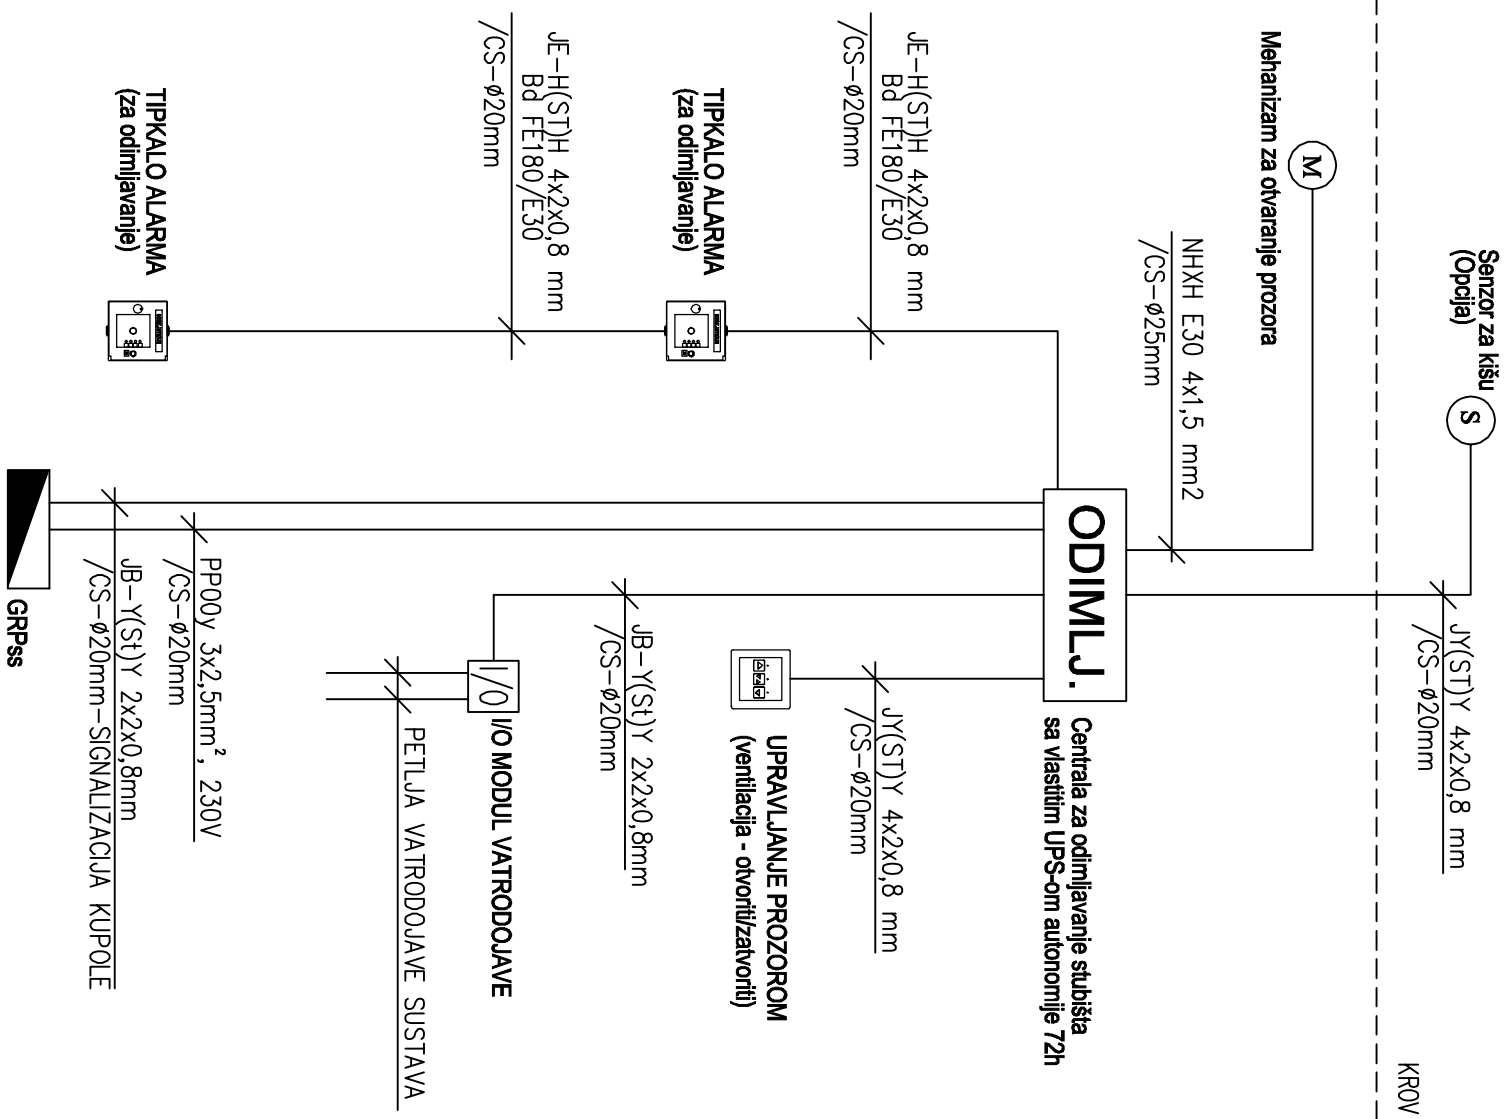 KROV
Senzor za kišu
(Opcija)
S
JY(ST)Y 4x2x0,8 mm
/CS-ø20mm
M
Mehanizam za otvaranje prozora
NHXH E30 4x1,5 mm2
/CS-ø25mm
ODIMLJ.
Centrala za odimljavanje stubišta
sa vlastitim UPS-om autonomije 72h
JE-H(ST)H 4x2x0,8 mm
Bd FE180/E30
/CS-ø20mm
JY(ST)Y 4x2x0,8 mm
/CS-ø20mm
TIPKALO ALARMA
(za odimljavanje)
UPRAVLJANJE PROZOROM
(ventilacija - otvoriti/zatvoriti)
JE-H(ST)H 4x2x0,8 mm
Bd FE180/E30
/CS-ø20mm
JB-Y(St)Y 2x2x0,8mm
/CS-ø20mm
I/O
I/O MODUL VATRODOJAVE
PETLJA VATRODOJAVE SUSTAVA
TIPKALO ALARMA
(za odimljavanje)
PP00y 3x2,5mm², 230V
/CS-ø20mm
JB-Y(St)Y 2x2x0,8mm
/CS-ø20mm-SIGNALIZACIJA KUPOLE
GRPss